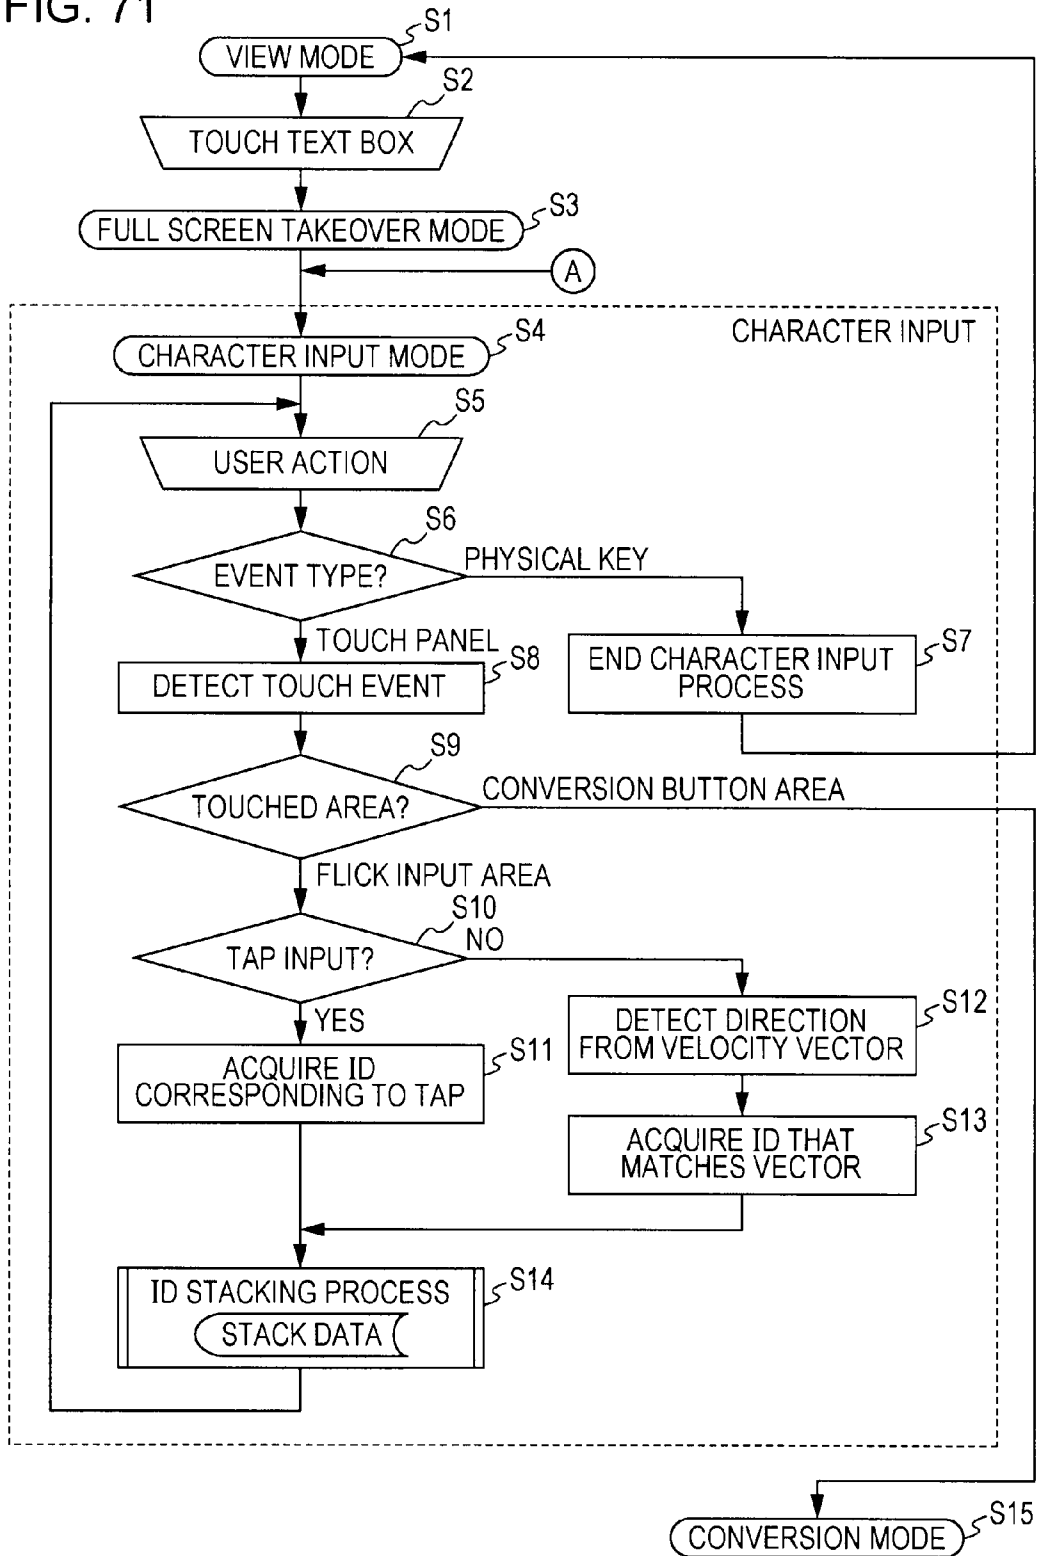 FIG. 71
S1
VIEW MODE
S2
TOUCH TEXT BOX
S3
FULL SCREEN TAKEOVER MODE
A
CHARACTER INPUT
S4
CHARACTER INPUT MODE
S5
USER ACTION
S6
EVENT TYPE?
PHYSICAL KEY
TOUCH PANEL
S7
END CHARACTER INPUT
PROCESS
S8
DETECT TOUCH EVENT
S9
TOUCHED AREA?
CONVERSION BUTTON AREA
FLICK INPUT AREA
S10
TAP INPUT?
NO
YES
S11
ACQUIRE ID
CORRESPONDING TO TAP
S12
DETECT DIRECTION
FROM VELOCITY VECTOR
S13
ACQUIRE ID THAT
MATCHES VECTOR
S14
ID STACKING PROCESS
STACK DATA
S15
CONVERSION MODE